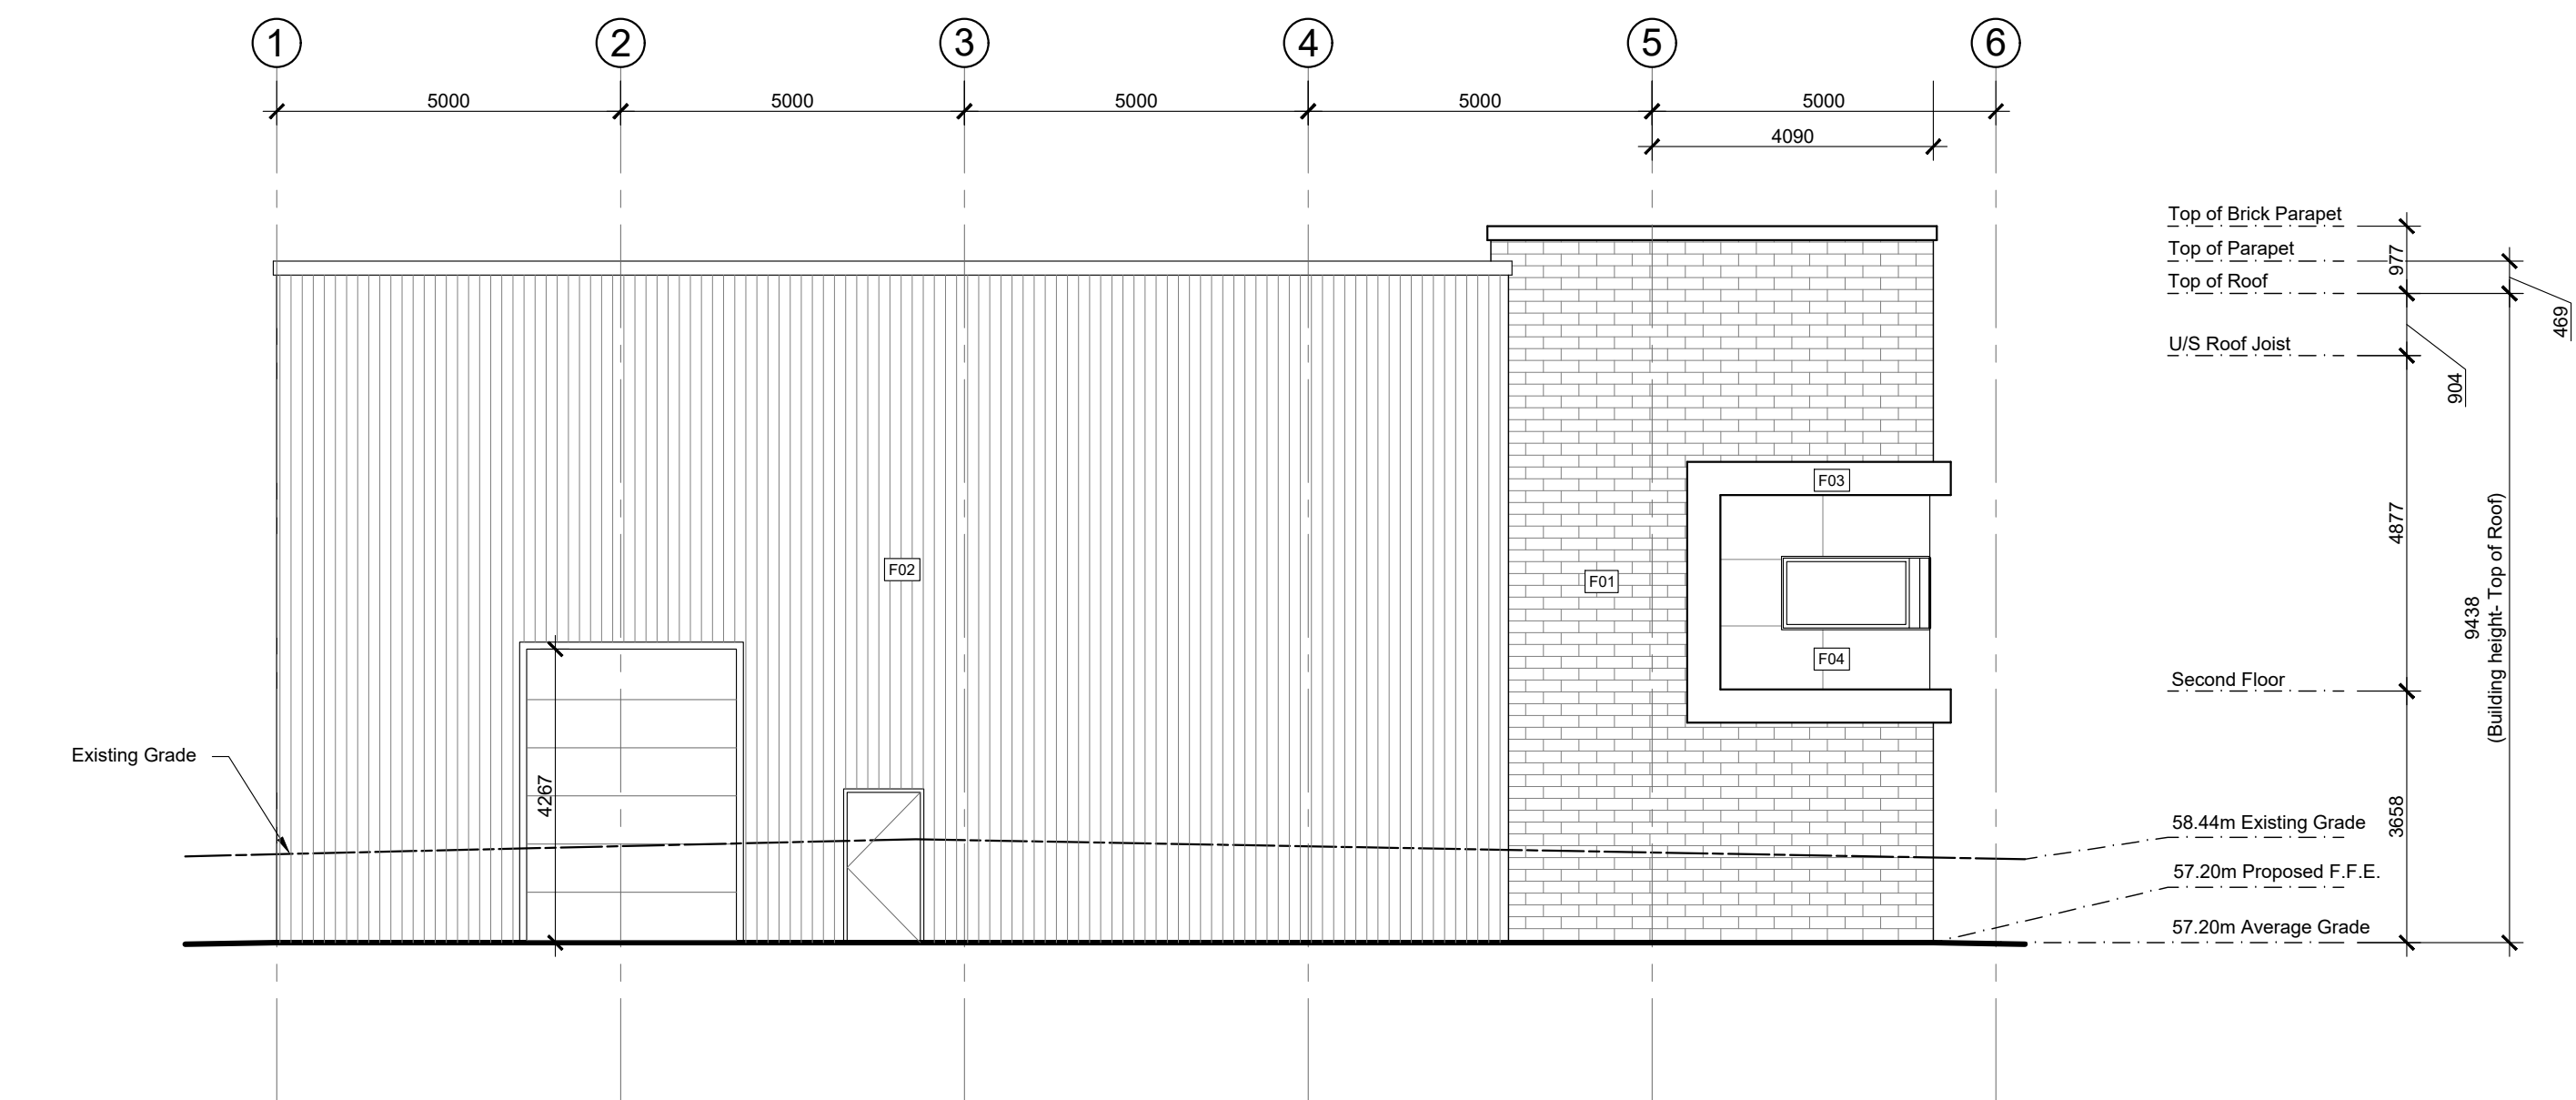 1 2 3 4 5 6
5000 5000 5000 5000 5000
4090
Top of Brick Parapet
Top of Parapet
977
Top of Roof
469
U/S Roof Joist
904
F03
4877
F02
F01
9438
(Building height- Top of Roof)
F04
Second Floor
Existing Grade
4267
3658
58.44m Existing Grade
57.20m Proposed F.F.E.
57.20m Average Grade